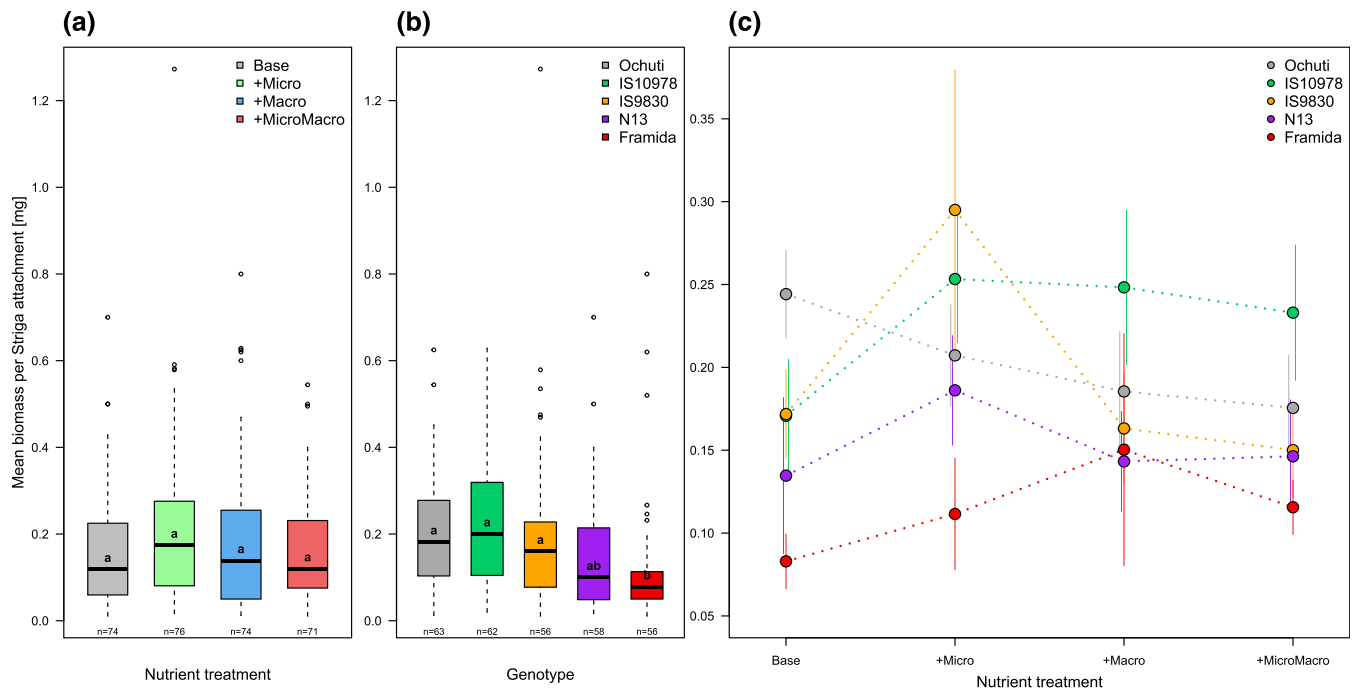 (a)
Mean biomass per Striga attachment [mg]
0.0
0.2
0.4
0.6
0.8
1.0
1.2
Base
+Micro
+Macro
+MicroMacro
a
a
a
a
n=74
n=76
n=74
n=71
Nutrient treatment
(b)
0.0
0.2
0.4
0.6
0.8
1.0
1.2
Ochuti
IS10978
IS9830
N13
Framida
a
a
a
ab
b
n=63
n=62
n=56
n=58
n=56
Genotype
(c)
0.05
0.10
0.15
0.20
0.25
0.30
0.35
Ochuti
IS10978
IS9830
N13
Framida
Base
+Micro
+Macro
+MicroMacro
Nutrient treatment